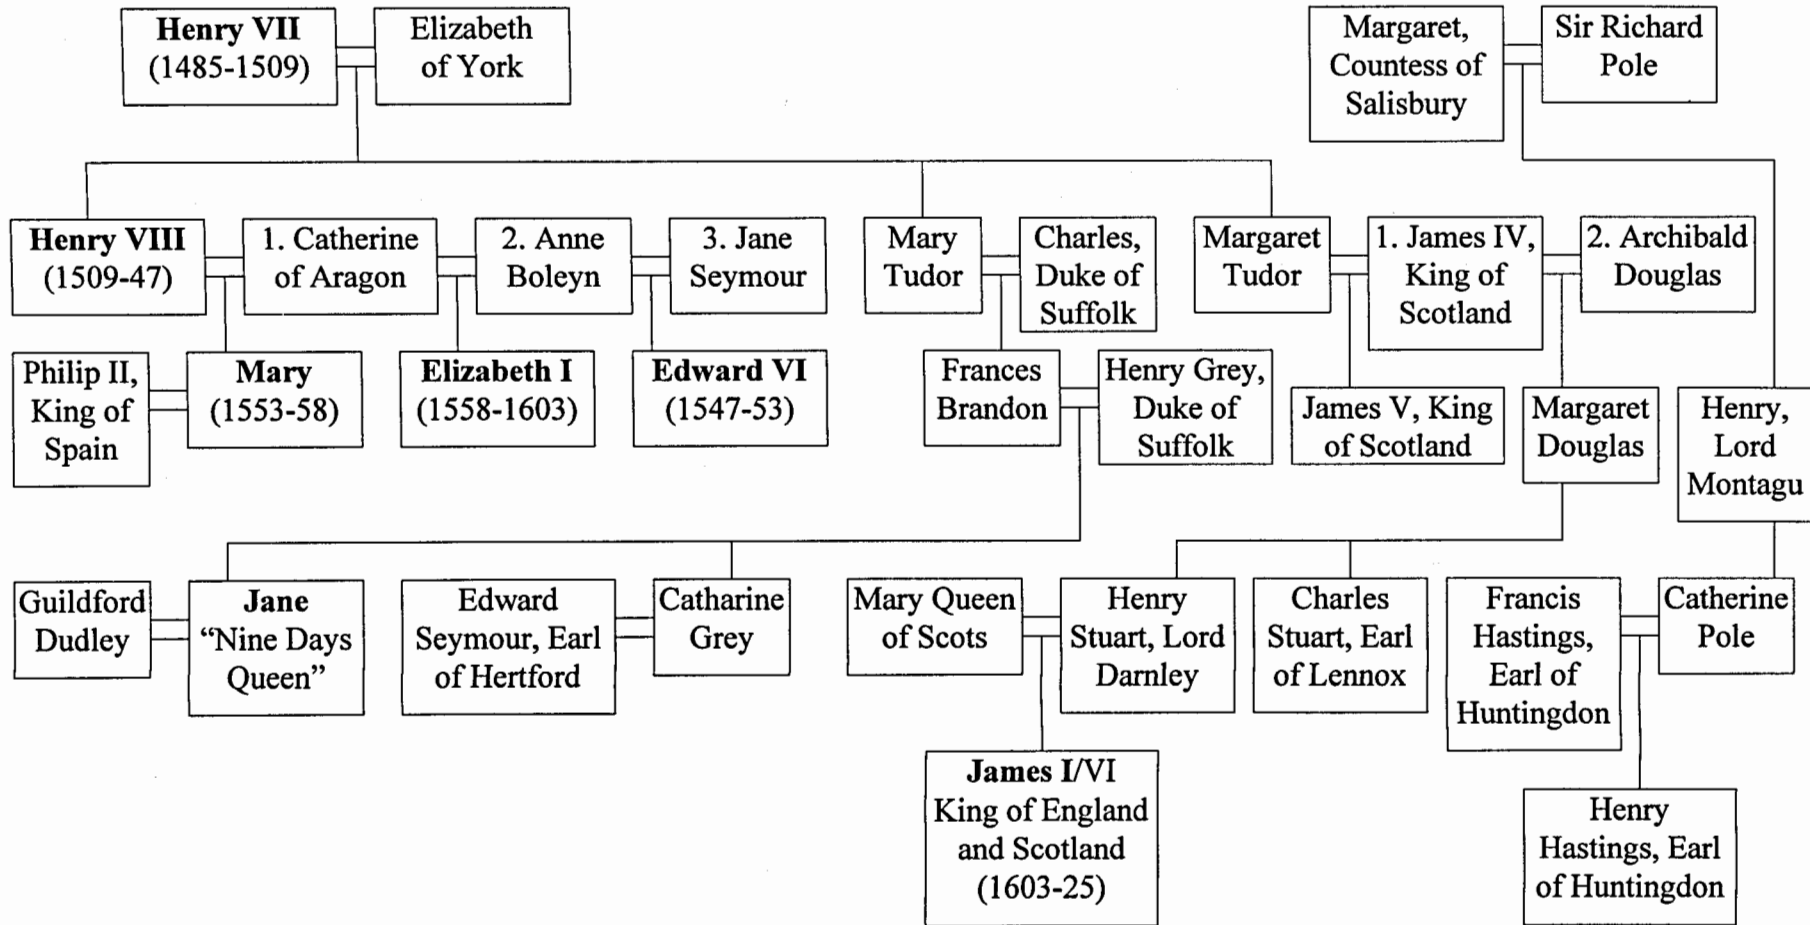 Henry VII
(1485-1509)
Elizabeth
of York
Margaret,
Countess of
Salisbury
Sir Richard
Pole
Henry VIII
(1509-47)
1. Catherine
of Aragon
2. Anne
Boleyn
3. Jane
Seymour
Mary
Tudor
Charles,
Duke of
Suffolk
Margaret
Tudor
1. James IV,
King of
Scotland
2. Archibald
Douglas
Philip II,
King of
Spain
Mary
(1553-58)
Elizabeth I
(1558-1603)
Edward VI
(1547-53)
Frances
Brandon
Henry Grey,
Duke of
Suffolk
James V, King
of Scotland
Margaret
Douglas
Henry,
Lord
Montagu
Guildford
Dudley
Jane
“Nine Days
Queen”
Edward
Seymour, Earl
of Hertford
Catharine
Grey
Mary Queen
of Scots
Henry
Stuart, Lord
Darnley
Charles
Stuart, Earl
of Lennox
Francis
Hastings,
Earl of
Huntingdon
Catherine
Pole
James I/VI
King of England
and Scotland
(1603-25)
Henry
Hastings, Earl
of Huntingdon